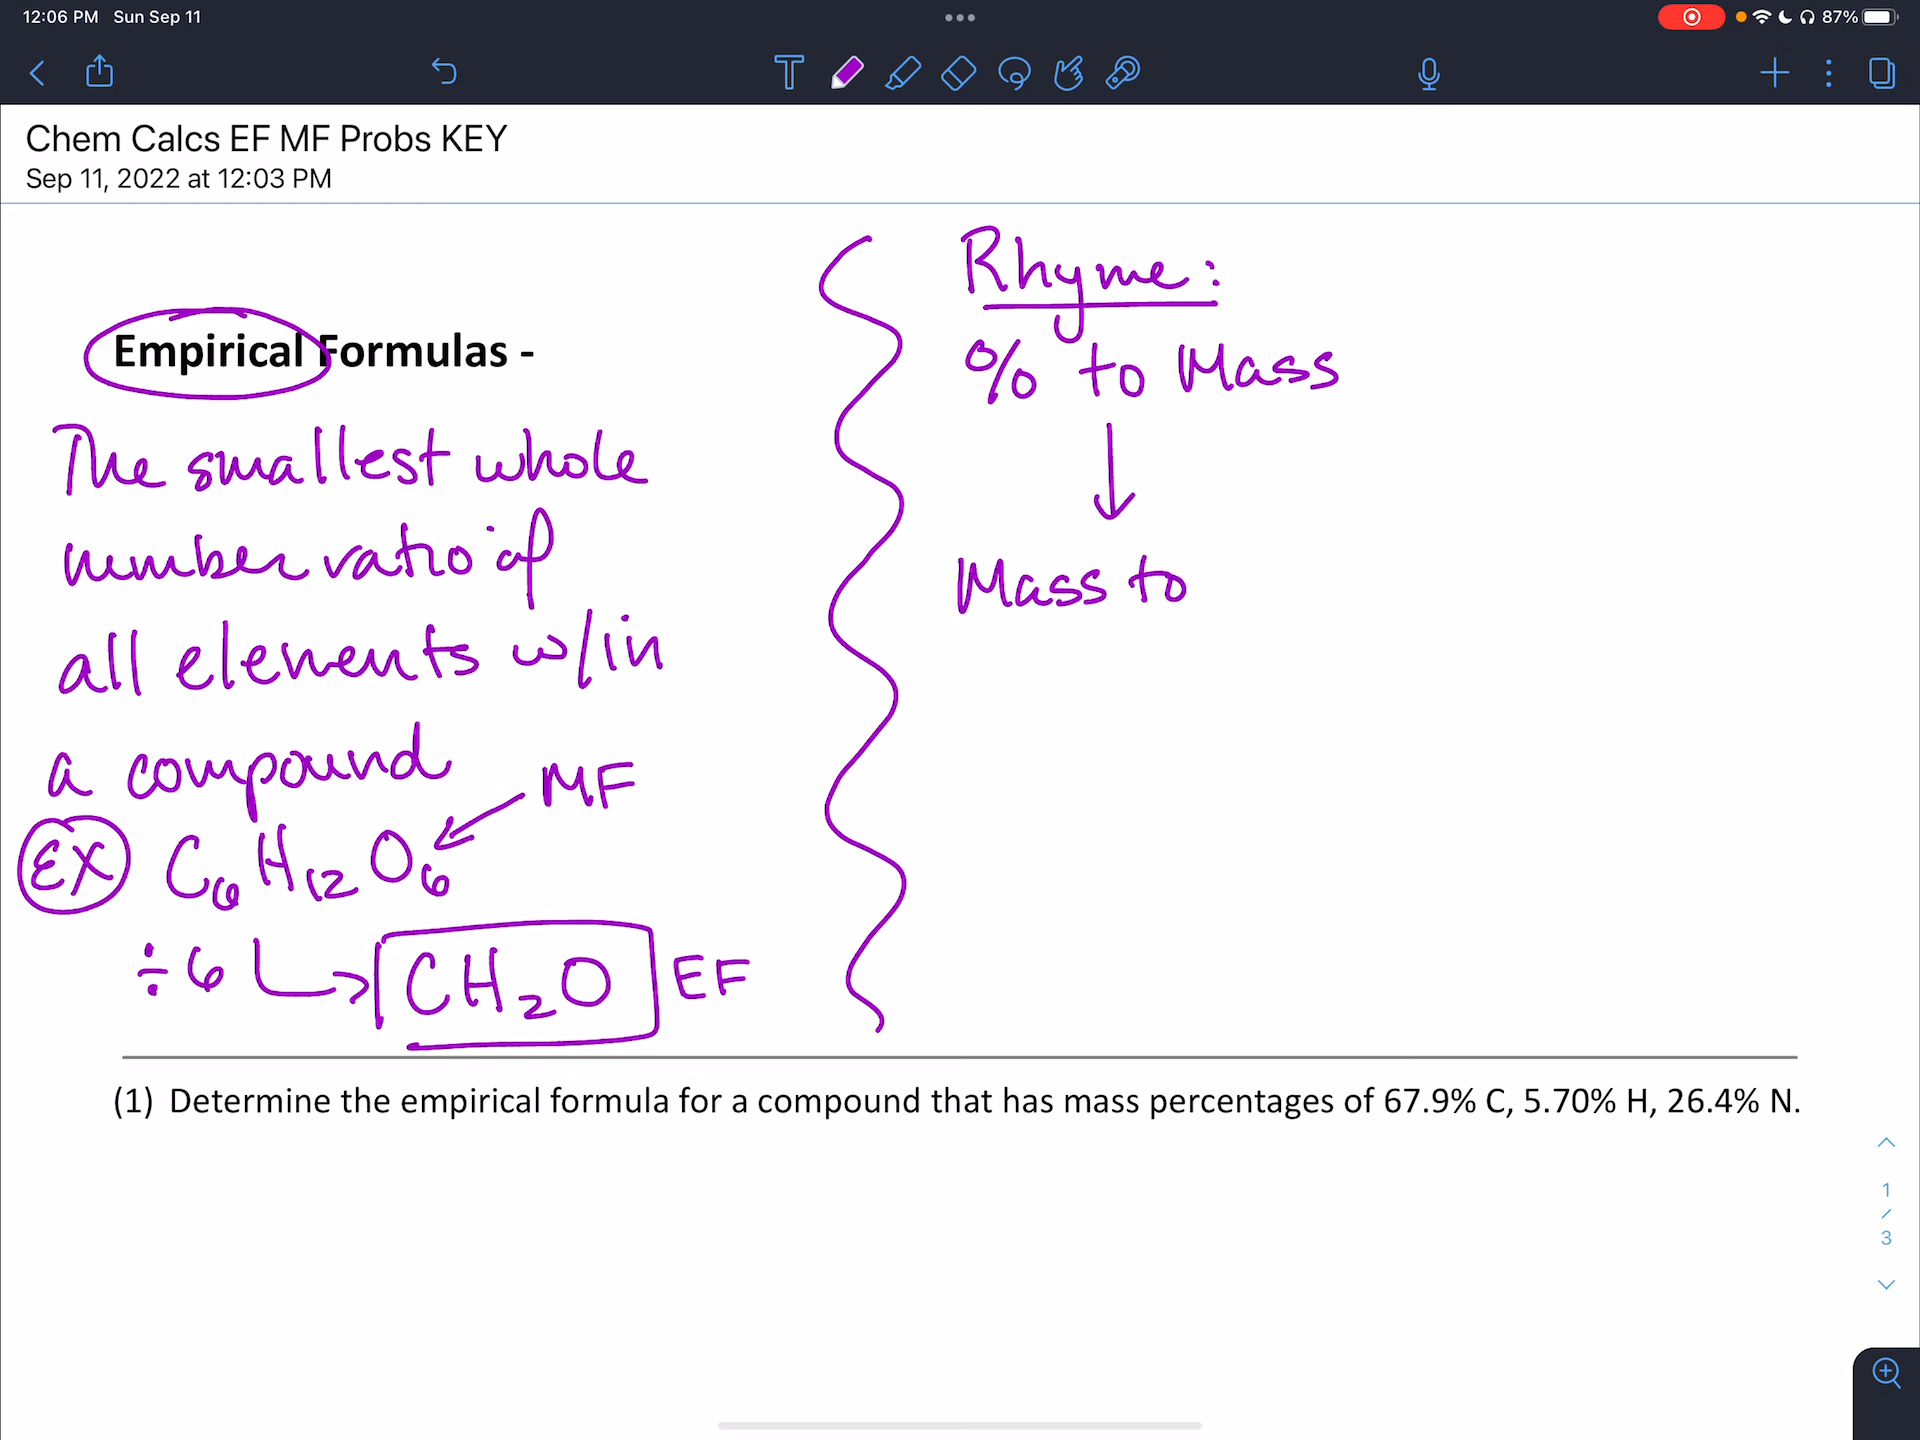 12:06 PM Sun Sep 11
87%
Chem Calcs EF MF Probs KEY
Sep 11, 2022 at 12:03 PM
Empirical Formulas -
The smallest whole
number ratio of
all elements w/in
a compound
MF
EX C₆H₁₂O₆
÷6 CH₂O EF
Rhyme:
% to Mass
Mass to
(1) Determine the empirical formula for a compound that has mass percentages of 67.9% C, 5.70% H, 26.4% N.
1
/
3